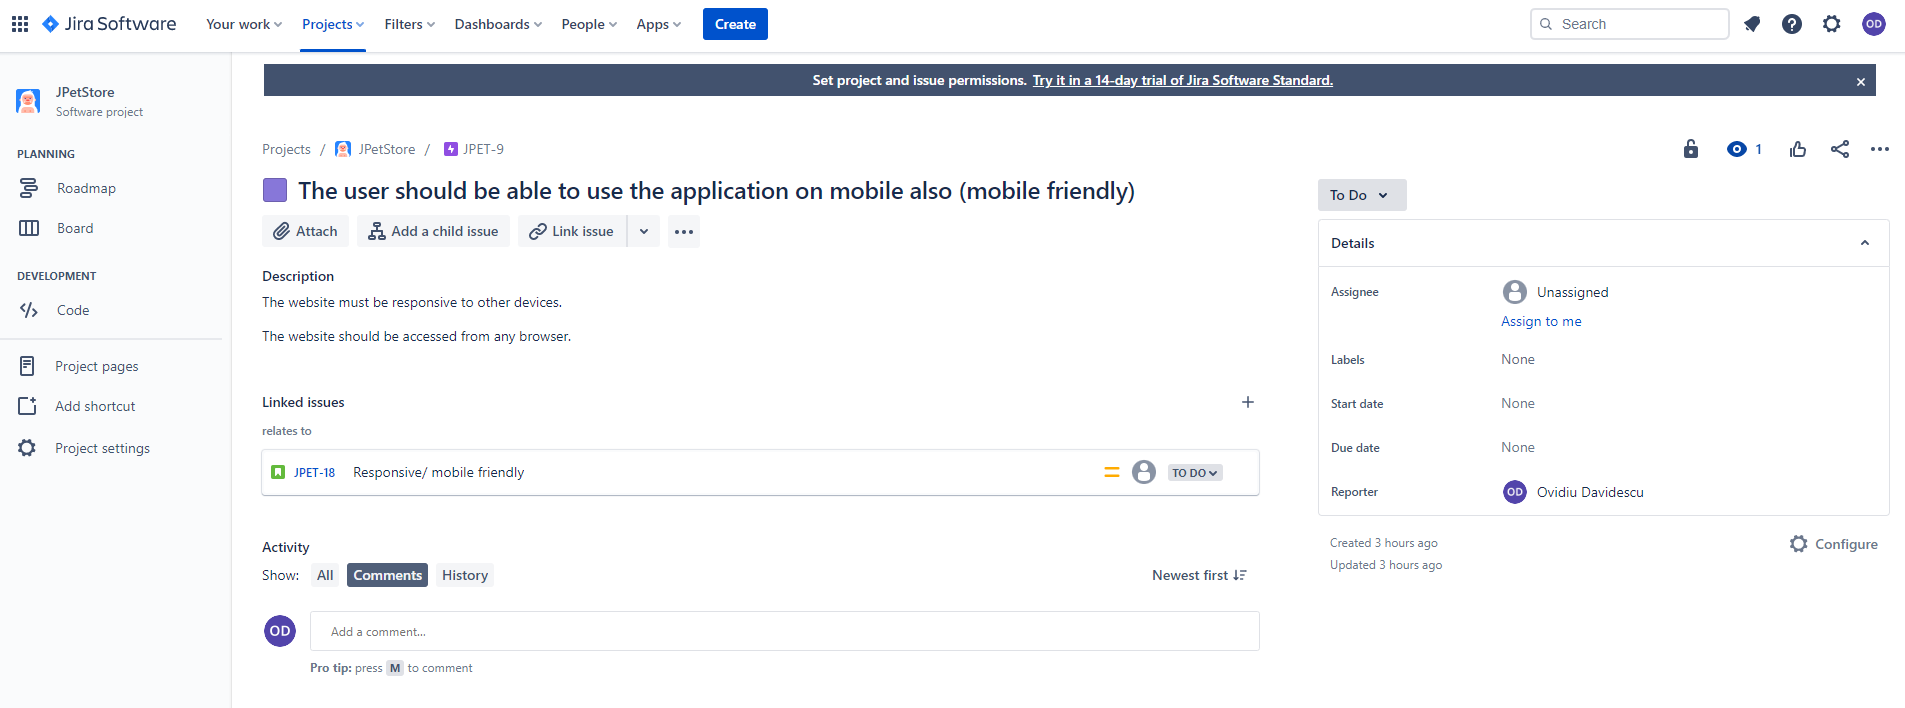 Jira Software Your work Projects Filters Dashboards People Apps Create Search OD
Set project and issue permissions. Try it in a 14-day trial of Jira Software Standard.
JPetStore
Software project
PLANNING
Roadmap
Board
DEVELOPMENT
Code
Project pages
Add shortcut
Project settings
Projects / JPetStore / JPET-9
1
The user should be able to use the application on mobile also (mobile friendly)
Attach Add a child issue Link issue
Description
The website must be responsive to other devices.
The website should be accessed from any browser.
Linked issues
relates to
JPET-18 Responsive/ mobile friendly TO DO
Activity
Show: All Comments History Newest first
OD Add a comment...
Pro tip: press M to comment
To Do
Details
Assignee Unassigned
Assign to me
Labels None
Start date None
Due date None
Reporter OD Ovidiu Davidescu
Created 3 hours ago Configure
Updated 3 hours ago